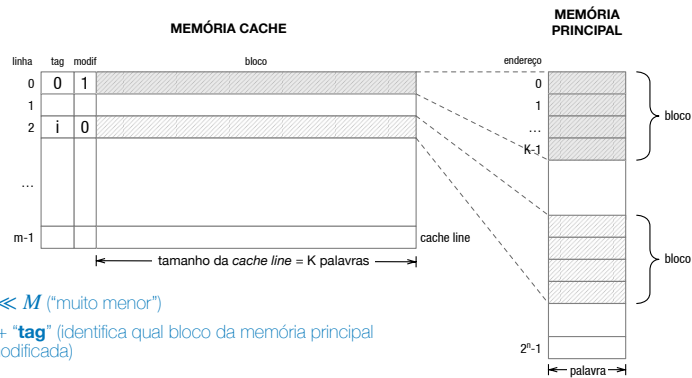 MEMÓRIA CACHE
MEMÓRIA
PRINCIPAL
linha tag modif bloco
endereço
0 0 1
1
2 i 0
...
m-1
cache line
tamanho da cache line = K palavras
0
1
...
K-1
bloco
bloco
2ⁿ-1
palavra
≪ M ("muito menor")
+ "tag" (identifica qual bloco da memória principal
odificada)